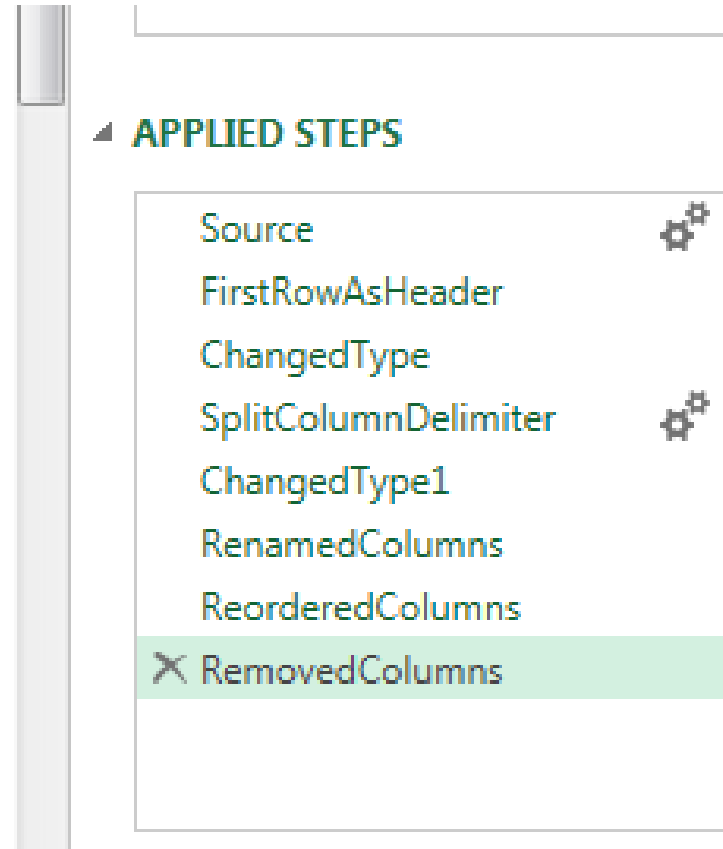 APPLIED STEPS
Source
FirstRowAsHeader
ChangedType
SplitColumnDelimiter
ChangedType1
RenamedColumns
ReorderedColumns
RemovedColumns